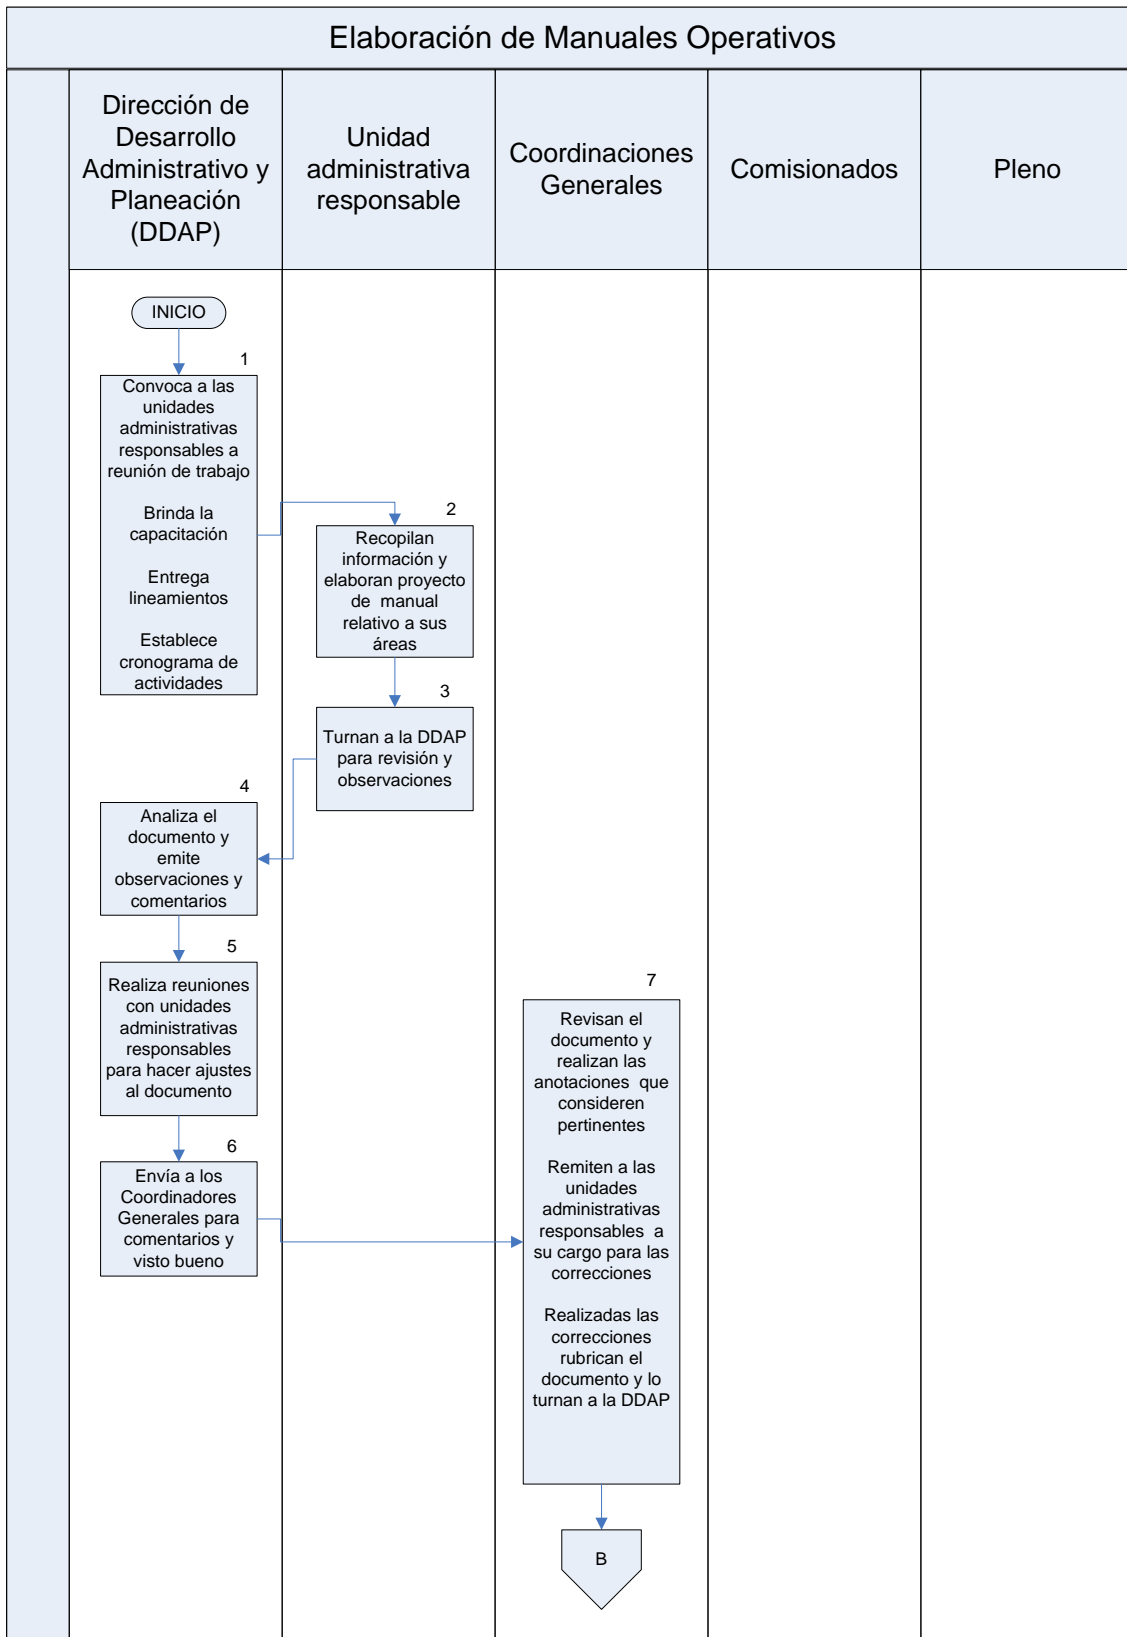 Elaboración de Manuales Operativos
Dirección de
Desarrollo
Administrativo y
Planeación
(DDAP)
Unidad
administrativa
responsable
Coordinaciones
Generales
Comisionados
Pleno
INICIO
1
Convoca a las
unidades
administrativas
responsables a
reunión de trabajo
Brinda la
capacitación
Entrega
lineamientos
Establece
cronograma de
actividades
2
Recopilan
información y
elaboran proyecto
de manual
relativo a sus
áreas
3
Turnan a la DDAP
para revisión y
observaciones
4
Analiza el
documento y
emite
observaciones y
comentarios
5
Realiza reuniones
con unidades
administrativas
responsables
para hacer ajustes
al documento
6
Envía a los
Coordinadores
Generales para
comentarios y
visto bueno
7
Revisan el
documento y
realizan las
anotaciones que
consideren
pertinentes
Remiten a las
unidades
administrativas
responsables a
su cargo para las
correcciones
Realizadas las
correcciones
rubrican el
documento y lo
turnan a la DDAP
B